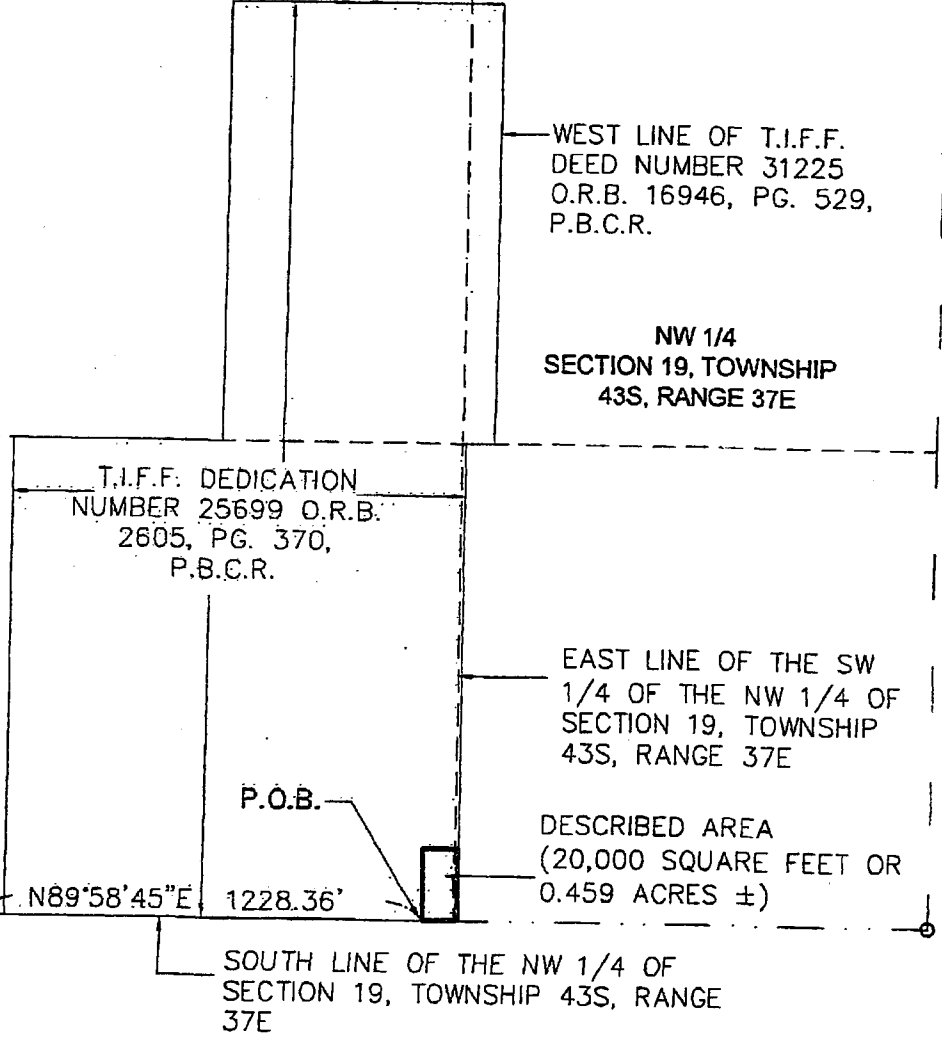 WEST LINE OF T.I.F.F.
DEED NUMBER 31225
O.R.B. 16946, PG. 529,
P.B.C.R.
NW 1/4
SECTION 19, TOWNSHIP
43S, RANGE 37E
T.I.F.F. DEDICATION
NUMBER 25699 O.R.B.
2605, PG. 370,
P.B.C.R.
EAST LINE OF THE SW
1/4 OF THE NW 1/4 OF
SECTION 19, TOWNSHIP
43S, RANGE 37E
P.O.B.
DESCRIBED AREA
(20,000 SQUARE FEET OR
0.459 ACRES ±)
N89°58'45"E 1228.36'
SOUTH LINE OF THE NW 1/4 OF
SECTION 19, TOWNSHIP 43S, RANGE
37E